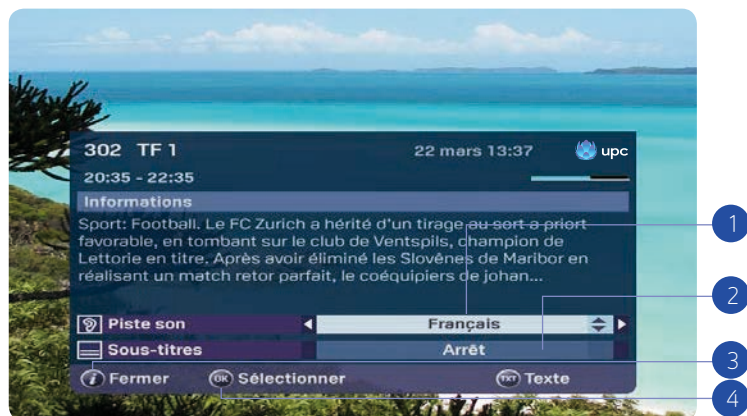 302 TF 1 22 mars 13:37 upc
20:35 - 22:35
Informations
Sport: Football. Le FC Zurich a hérité d'un tirage au sort a priort
favorable, en tombant sur le club de Ventspils, champion de
Lettorie en titre. Après avoir éliminé les Slovênes de Maribor en
réalisant un match retor parfait, le coéquipiers de johan...
1
2
Piste son Français
Sous-titres Arrêt
3
i Fermer OK Sélectionner TXT Texte
4